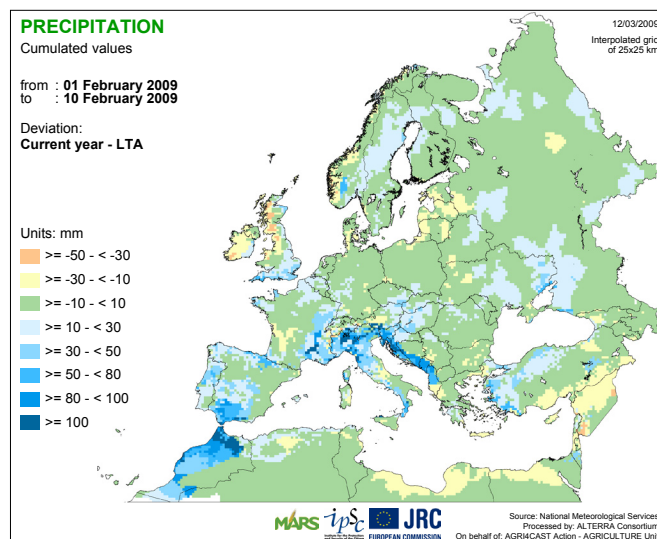 PRECIPITATION
Cumulated values
12/03/2009
Interpolated grid
of 25x25 km
from : 01 February 2009
to : 10 February 2009
Deviation:
Current year - LTA
Units: mm
>= -50 - < -30
>= -30 - < -10
>= -10 - < 10
>= 10 - < 30
>= 30 - < 50
>= 50 - < 80
>= 80 - < 100
>= 100
MARS
ipsc
JRC
EUROPEAN COMMISSION
Source: National Meteorological Services
Processed by: ALTERRA Consortium
On behalf of: AGRI4CAST Action - AGRICULTURE Unit